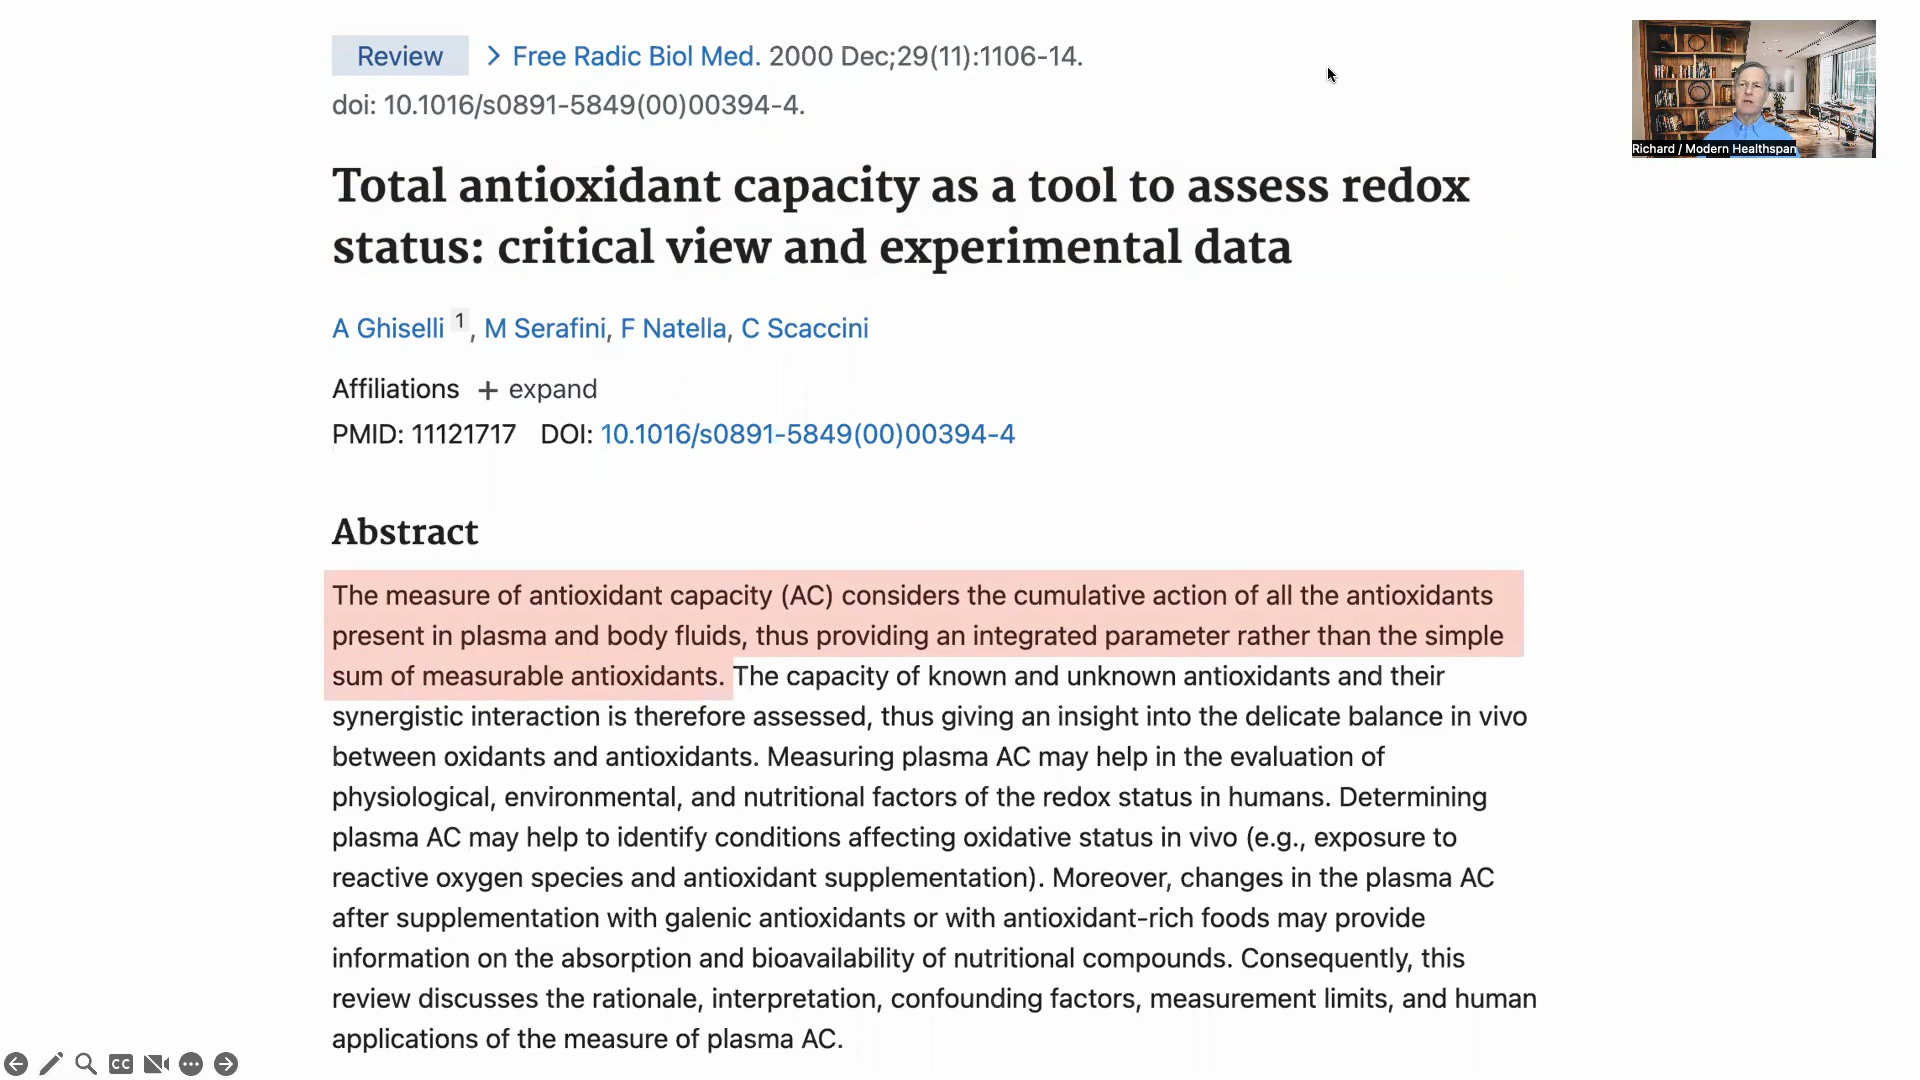 Review > Free Radic Biol Med. 2000 Dec;29(11):1106-14.
doi: 10.1016/s0891-5849(00)00394-4.
Richard / Modern Healthspan
Total antioxidant capacity as a tool to assess redox
status: critical view and experimental data
A Ghiselli 1, M Serafini, F Natella, C Scaccini
Affiliations + expand
PMID: 11121717 DOI: 10.1016/s0891-5849(00)00394-4
Abstract
The measure of antioxidant capacity (AC) considers the cumulative action of all the antioxidants
present in plasma and body fluids, thus providing an integrated parameter rather than the simple
sum of measurable antioxidants. The capacity of known and unknown antioxidants and their
synergistic interaction is therefore assessed, thus giving an insight into the delicate balance in vivo
between oxidants and antioxidants. Measuring plasma AC may help in the evaluation of
physiological, environmental, and nutritional factors of the redox status in humans. Determining
plasma AC may help to identify conditions affecting oxidative status in vivo (e.g., exposure to
reactive oxygen species and antioxidant supplementation). Moreover, changes in the plasma AC
after supplementation with galenic antioxidants or with antioxidant-rich foods may provide
information on the absorption and bioavailability of nutritional compounds. Consequently, this
review discusses the rationale, interpretation, confounding factors, measurement limits, and human
applications of the measure of plasma AC.
CC